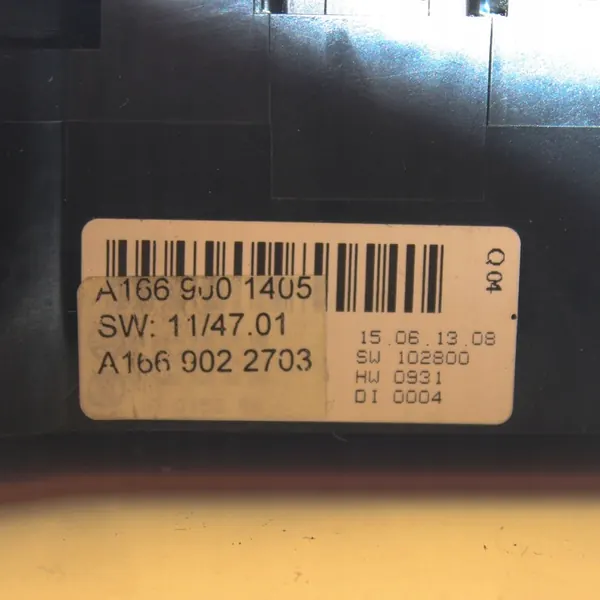 Q 04
A166 900 1405
SW: 11/47.01
A166 902 2703
15.06.13.08
SW 102800
HW 0931
DI 0004